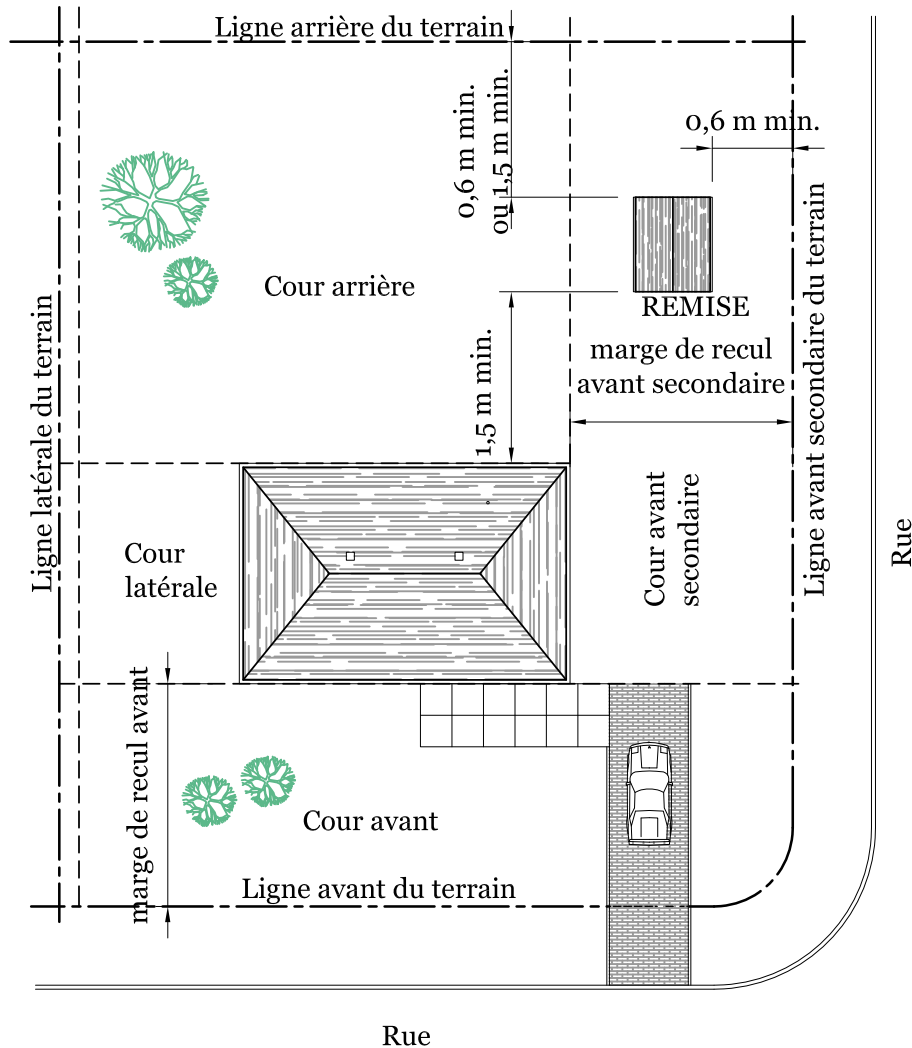 Ligne arrière du terrain
0,6 m min.
ou 1,5 m min.
0,6 m min.
Cour arrière
REMISE
marge de recul
avant secondaire
1,5 m min.
Ligne latérale du terrain
Ligne avant secondaire du terrain
Rue
Cour
latérale
Cour avant
secondaire
marge de recul avant
Cour avant
Ligne avant du terrain
Rue